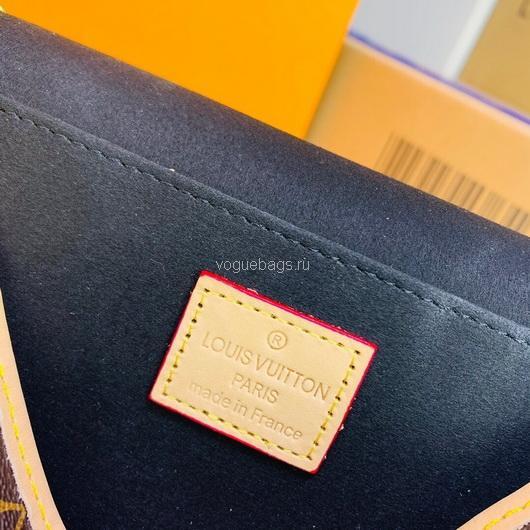 voguebags.ru
®
LOUIS VUITTON
PARIS
made in France